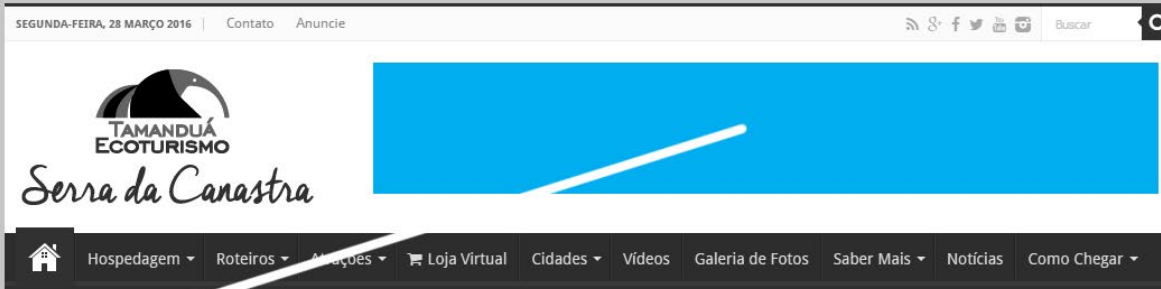 SEGUNDA-FEIRA, 28 MARÇO 2016 | Contato Anuncie Buscar
TAMANDUÁ
ECOTURISMO
Serra da Canastra
Hospedagem Roteiros Atrações Loja Virtual Cidades Vídeos Galeria de Fotos Saber Mais Notícias Como Chegar